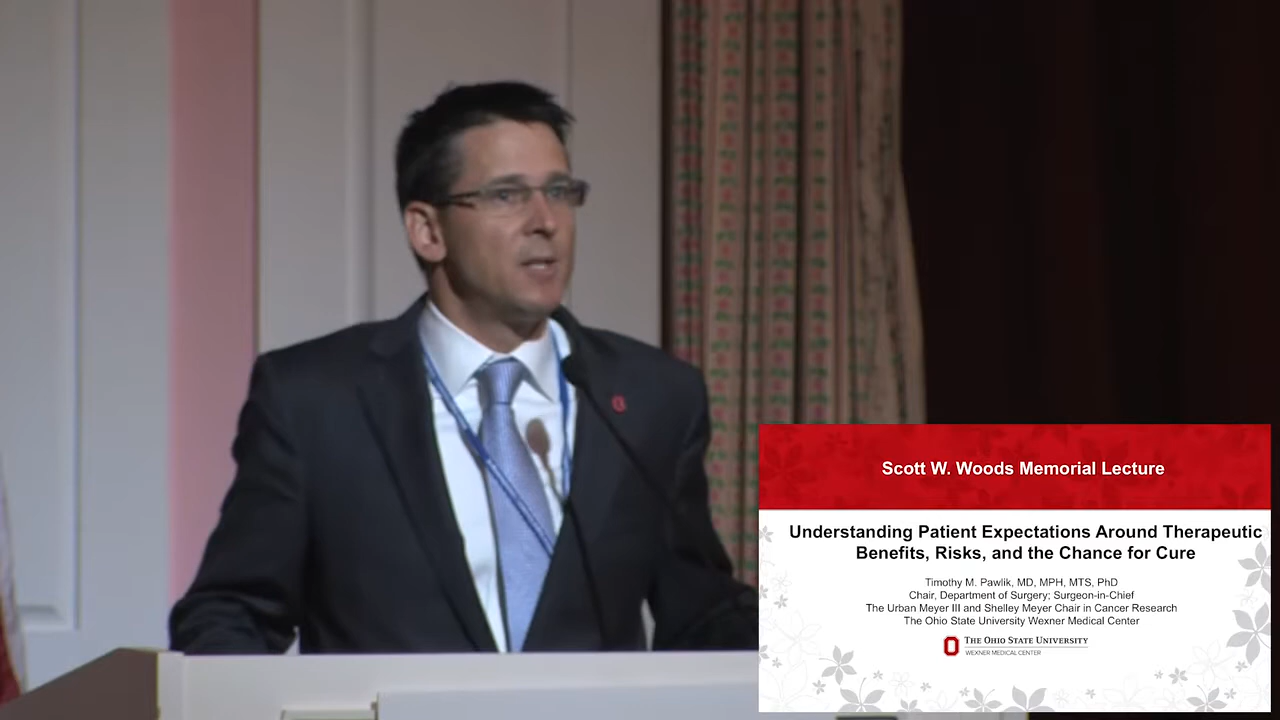 Scott W. Woods Memorial Lecture
Understanding Patient Expectations Around Therapeutic
Benefits, Risks, and the Chance for Cure
Timothy M. Pawlik, MD, MPH, MTS, PhD
Chair, Department of Surgery; Surgeon-in-Chief
The Urban Meyer III and Shelley Meyer Chair in Cancer Research
The Ohio State University Wexner Medical Center
THE OHIO STATE UNIVERSITY
WEXNER MEDICAL CENTER